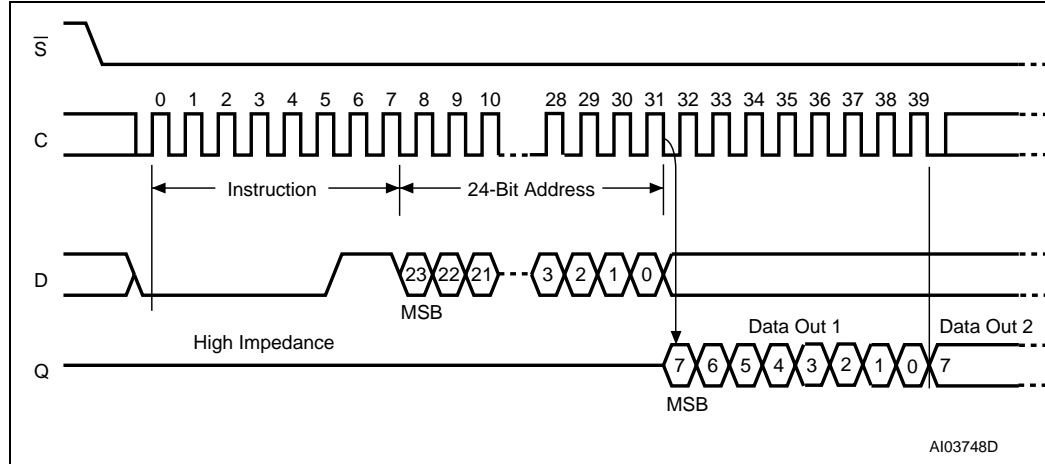 S
0 1 2 3 4 5 6 7 8 9 10 28 29 30 31 32 33 34 35 36 37 38 39
C
Instruction 24-Bit Address
D 23 22 21 3 2 1 0
MSB
High Impedance Data Out 1 Data Out 2
Q 7 6 5 4 3 2 1 0 7
MSB
AI03748D